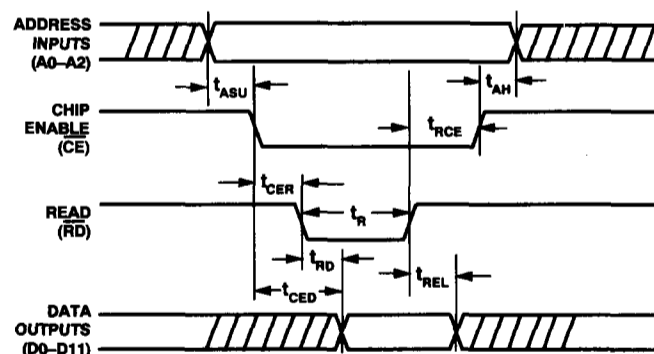 ADDRESS
INPUTS
(A0–A2)
tASU
tAH
CHIP
ENABLE
(CE)
tRCE
tCER
READ
(RD)
tR
tRD
tREL
tCED
DATA
OUTPUTS
(D0–D11)